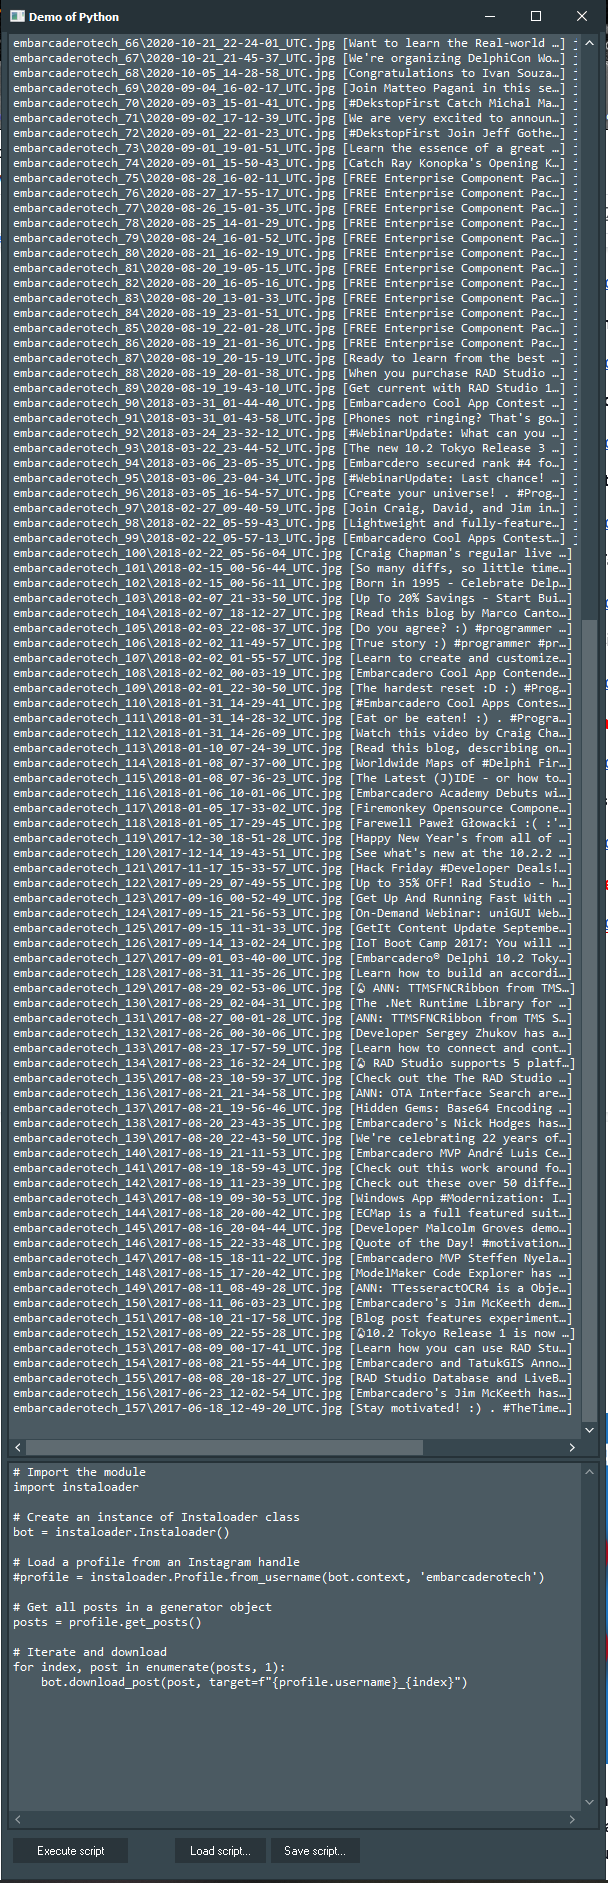 Demo of Python
embarcaderotech_66\2020-10-21_22-24-01_UTC.jpg [Want to learn the Real-world …]
embarcaderotech_67\2020-10-21_21-45-37_UTC.jpg [We're organizing DelphiCon Wo…]
embarcaderotech_68\2020-10-05_14-28-58_UTC.jpg [Congratulations to Ivan Souza…]
embarcaderotech_69\2020-09-04_16-02-17_UTC.jpg [Join Matteo Pagani in this se…]
embarcaderotech_70\2020-09-03_15-01-41_UTC.jpg [#DekstopFirst Catch Michal Ma…]
embarcaderotech_71\2020-09-02_17-12-39_UTC.jpg [We are very excited to announ…]
embarcaderotech_72\2020-09-01_22-01-23_UTC.jpg [#DekstopFirst Join Jeff Gothe…]
embarcaderotech_73\2020-09-01_19-01-51_UTC.jpg [Learn the essence of a great …]
embarcaderotech_74\2020-09-01_15-50-43_UTC.jpg [Catch Ray Konopka's Opening K…]
embarcaderotech_75\2020-08-28_16-02-11_UTC.jpg [FREE Enterprise Component Pac…]
embarcaderotech_76\2020-08-27_17-55-17_UTC.jpg [FREE Enterprise Component Pac…]
embarcaderotech_77\2020-08-26_15-01-35_UTC.jpg [FREE Enterprise Component Pac…]
embarcaderotech_78\2020-08-25_14-01-29_UTC.jpg [FREE Enterprise Component Pac…]
embarcaderotech_79\2020-08-24_16-01-52_UTC.jpg [FREE Enterprise Component Pac…]
embarcaderotech_80\2020-08-21_16-02-19_UTC.jpg [FREE Enterprise Component Pac…]
embarcaderotech_81\2020-08-20_19-05-15_UTC.jpg [FREE Enterprise Component Pac…]
embarcaderotech_82\2020-08-20_16-05-16_UTC.jpg [FREE Enterprise Component Pac…]
embarcaderotech_83\2020-08-20_13-01-33_UTC.jpg [FREE Enterprise Component Pac…]
embarcaderotech_84\2020-08-19_23-01-51_UTC.jpg [FREE Enterprise Component Pac…]
embarcaderotech_85\2020-08-19_22-01-28_UTC.jpg [FREE Enterprise Component Pac…]
embarcaderotech_86\2020-08-19_21-01-36_UTC.jpg [FREE Enterprise Component Pac…]
embarcaderotech_87\2020-08-19_20-15-19_UTC.jpg [Ready to learn from the best …]
embarcaderotech_88\2020-08-19_20-01-38_UTC.jpg [When you purchase RAD Studio …]
embarcaderotech_89\2020-08-19_19-43-10_UTC.jpg [Get current with RAD Studio 1…]
embarcaderotech_90\2018-03-31_01-44-40_UTC.jpg [Embarcadero Cool App Contest …]
embarcaderotech_91\2018-03-31_01-43-58_UTC.jpg [Phones not ringing? That's go…]
embarcaderotech_92\2018-03-24_23-32-12_UTC.jpg [#WebinarUpdate: What can you …]
embarcaderotech_93\2018-03-22_23-44-52_UTC.jpg [The new 10.2 Tokyo Release 3 …]
embarcaderotech_94\2018-03-06_23-05-35_UTC.jpg [Embarcdero secured rank #4 fo…]
embarcaderotech_95\2018-03-06_23-04-34_UTC.jpg [#WebinarUpdate: Last chance! …]
embarcaderotech_96\2018-03-05_16-54-57_UTC.jpg [Create your universe! . #Prog…]
embarcaderotech_97\2018-02-27_09-40-59_UTC.jpg [Join Craig, David, and Jim in…]
embarcaderotech_98\2018-02-22_05-59-43_UTC.jpg [Lightweight and fully-feature…]
embarcaderotech_99\2018-02-22_05-57-13_UTC.jpg [Embarcadero Cool Apps Contest…]
embarcaderotech_100\2018-02-22_05-56-04_UTC.jpg [Craig Chapman's regular live …]
embarcaderotech_101\2018-02-15_00-56-44_UTC.jpg [So many diffs, so little time…]
embarcaderotech_102\2018-02-15_00-56-11_UTC.jpg [Born in 1995 - Celebrate Delp…]
embarcaderotech_103\2018-02-07_21-33-50_UTC.jpg [Up To 20% Savings - Start Bui…]
embarcaderotech_104\2018-02-07_18-12-27_UTC.jpg [Read this blog by Marco Canto…]
embarcaderotech_105\2018-02-03_22-08-37_UTC.jpg [Do you agree? :) #programmer …]
embarcaderotech_106\2018-02-02_11-49-57_UTC.jpg [True story :) #programmer #pr…]
embarcaderotech_107\2018-02-02_01-55-57_UTC.jpg [Learn to create and customize…]
embarcaderotech_108\2018-02-02_00-03-19_UTC.jpg [Embarcadero Cool App Contende…]
embarcaderotech_109\2018-02-01_22-30-50_UTC.jpg [The hardest reset :D :) #Prog…]
embarcaderotech_110\2018-01-31_14-29-41_UTC.jpg [#Embarcadero Cool Apps Contes…]
embarcaderotech_111\2018-01-31_14-28-32_UTC.jpg [Eat or be eaten! :) . #Progra…]
embarcaderotech_112\2018-01-31_14-26-09_UTC.jpg [Watch this video by Craig Cha…]
embarcaderotech_113\2018-01-10_07-24-39_UTC.jpg [Read this blog, describing on…]
embarcaderotech_114\2018-01-08_07-37-00_UTC.jpg [Worldwide Maps of #Delphi Fir…]
embarcaderotech_115\2018-01-08_07-36-23_UTC.jpg [The Latest (J)IDE - or how to…]
embarcaderotech_116\2018-01-06_10-01-06_UTC.jpg [Embarcadero Academy Debuts wi…]
embarcaderotech_117\2018-01-05_17-33-02_UTC.jpg [Firemonkey Opensource Compone…]
embarcaderotech_118\2018-01-05_17-29-45_UTC.jpg [Farewell Paweł Głowacki :( :'…]
embarcaderotech_119\2017-12-30_18-51-28_UTC.jpg [Happy New Year's from all of …]
embarcaderotech_120\2017-12-14_19-43-51_UTC.jpg [See what's new at the 10.2.2 …]
embarcaderotech_121\2017-11-17_15-33-57_UTC.jpg [Hack Friday #Developer Deals!…]
embarcaderotech_122\2017-09-29_07-49-55_UTC.jpg [Up to 35% OFF! Rad Studio - h…]
embarcaderotech_123\2017-09-16_00-52-49_UTC.jpg [Get Up And Running Fast With …]
embarcaderotech_124\2017-09-15_21-56-53_UTC.jpg [On-Demand Webinar: uniGUI Web…]
embarcaderotech_125\2017-09-15_11-31-33_UTC.jpg [GetIt Content Update Septembe…]
embarcaderotech_126\2017-09-14_13-02-24_UTC.jpg [IoT Boot Camp 2017: You will …]
embarcaderotech_127\2017-09-01_03-40-00_UTC.jpg [Embarcadero® Delphi 10.2 Toky…]
embarcaderotech_128\2017-08-31_11-35-26_UTC.jpg [Learn how to build an accordi…]
embarcaderotech_129\2017-08-29_02-53-06_UTC.jpg [🔥 ANN: TTMSFNCRibbon from TMS…]
embarcaderotech_130\2017-08-29_02-04-31_UTC.jpg [The .Net Runtime Library for …]
embarcaderotech_131\2017-08-27_00-01-28_UTC.jpg [ANN: TTMSFNCRibbon from TMS S…]
embarcaderotech_132\2017-08-26_00-30-06_UTC.jpg [Developer Sergey Zhukov has a…]
embarcaderotech_133\2017-08-23_17-57-59_UTC.jpg [Learn how to connect and cont…]
embarcaderotech_134\2017-08-23_16-32-24_UTC.jpg [🔥 RAD Studio supports 5 platf…]
embarcaderotech_135\2017-08-23_10-59-37_UTC.jpg [Check out the The RAD Studio …]
embarcaderotech_136\2017-08-21_21-34-58_UTC.jpg [ANN: OTA Interface Search are…]
embarcaderotech_137\2017-08-21_19-56-46_UTC.jpg [Hidden Gems: Base64 Encoding …]
embarcaderotech_138\2017-08-20_23-43-35_UTC.jpg [Embarcadero's Nick Hodges has…]
embarcaderotech_139\2017-08-20_22-43-50_UTC.jpg [We're celebrating 22 years of…]
embarcaderotech_140\2017-08-19_21-11-53_UTC.jpg [Embarcadero MVP André Luis Ce…]
embarcaderotech_141\2017-08-19_18-59-43_UTC.jpg [Check out this work around fo…]
embarcaderotech_142\2017-08-19_11-23-39_UTC.jpg [Check out these over 50 diffe…]
embarcaderotech_143\2017-08-19_09-30-53_UTC.jpg [Windows App #Modernization: I…]
embarcaderotech_144\2017-08-18_20-00-42_UTC.jpg [ECMap is a full featured suit…]
embarcaderotech_145\2017-08-16_20-04-44_UTC.jpg [Developer Malcolm Groves demo…]
embarcaderotech_146\2017-08-15_22-33-48_UTC.jpg [Quote of the Day! #motivation…]
embarcaderotech_147\2017-08-15_18-11-22_UTC.jpg [Embarcadero MVP Steffen Nyela…]
embarcaderotech_148\2017-08-15_17-20-42_UTC.jpg [ModelMaker Code Explorer has …]
embarcaderotech_149\2017-08-11_08-49-28_UTC.jpg [ANN: TTesseractOCR4 is a Obje…]
embarcaderotech_150\2017-08-11_06-03-23_UTC.jpg [Embarcadero's Jim McKeeth dem…]
embarcaderotech_151\2017-08-10_21-17-58_UTC.jpg [Blog post features experiment…]
embarcaderotech_152\2017-08-09_22-55-28_UTC.jpg [🔥10.2 Tokyo Release 1 is now …]
embarcaderotech_153\2017-08-09_00-17-41_UTC.jpg [Learn how you can use RAD Stu…]
embarcaderotech_154\2017-08-08_21-55-44_UTC.jpg [Embarcadero and TatukGIS Anno…]
embarcaderotech_155\2017-08-08_20-18-27_UTC.jpg [RAD Studio Database and LiveB…]
embarcaderotech_156\2017-06-23_12-02-54_UTC.jpg [Embarcadero's Jim McKeeth has…]
embarcaderotech_157\2017-06-18_12-49-20_UTC.jpg [Stay motivated! :) . #TheTime…]
# Import the module
import instaloader
# Create an instance of Instaloader class
bot = instaloader.Instaloader()
# Load a profile from an Instagram handle
#profile = instaloader.Profile.from_username(bot.context, 'embarcaderotech')
# Get all posts in a generator object
posts = profile.get_posts()
# Iterate and download
for index, post in enumerate(posts, 1):
    bot.download_post(post, target=f"{profile.username}_{index}")
Execute script
Load script...
Save script...